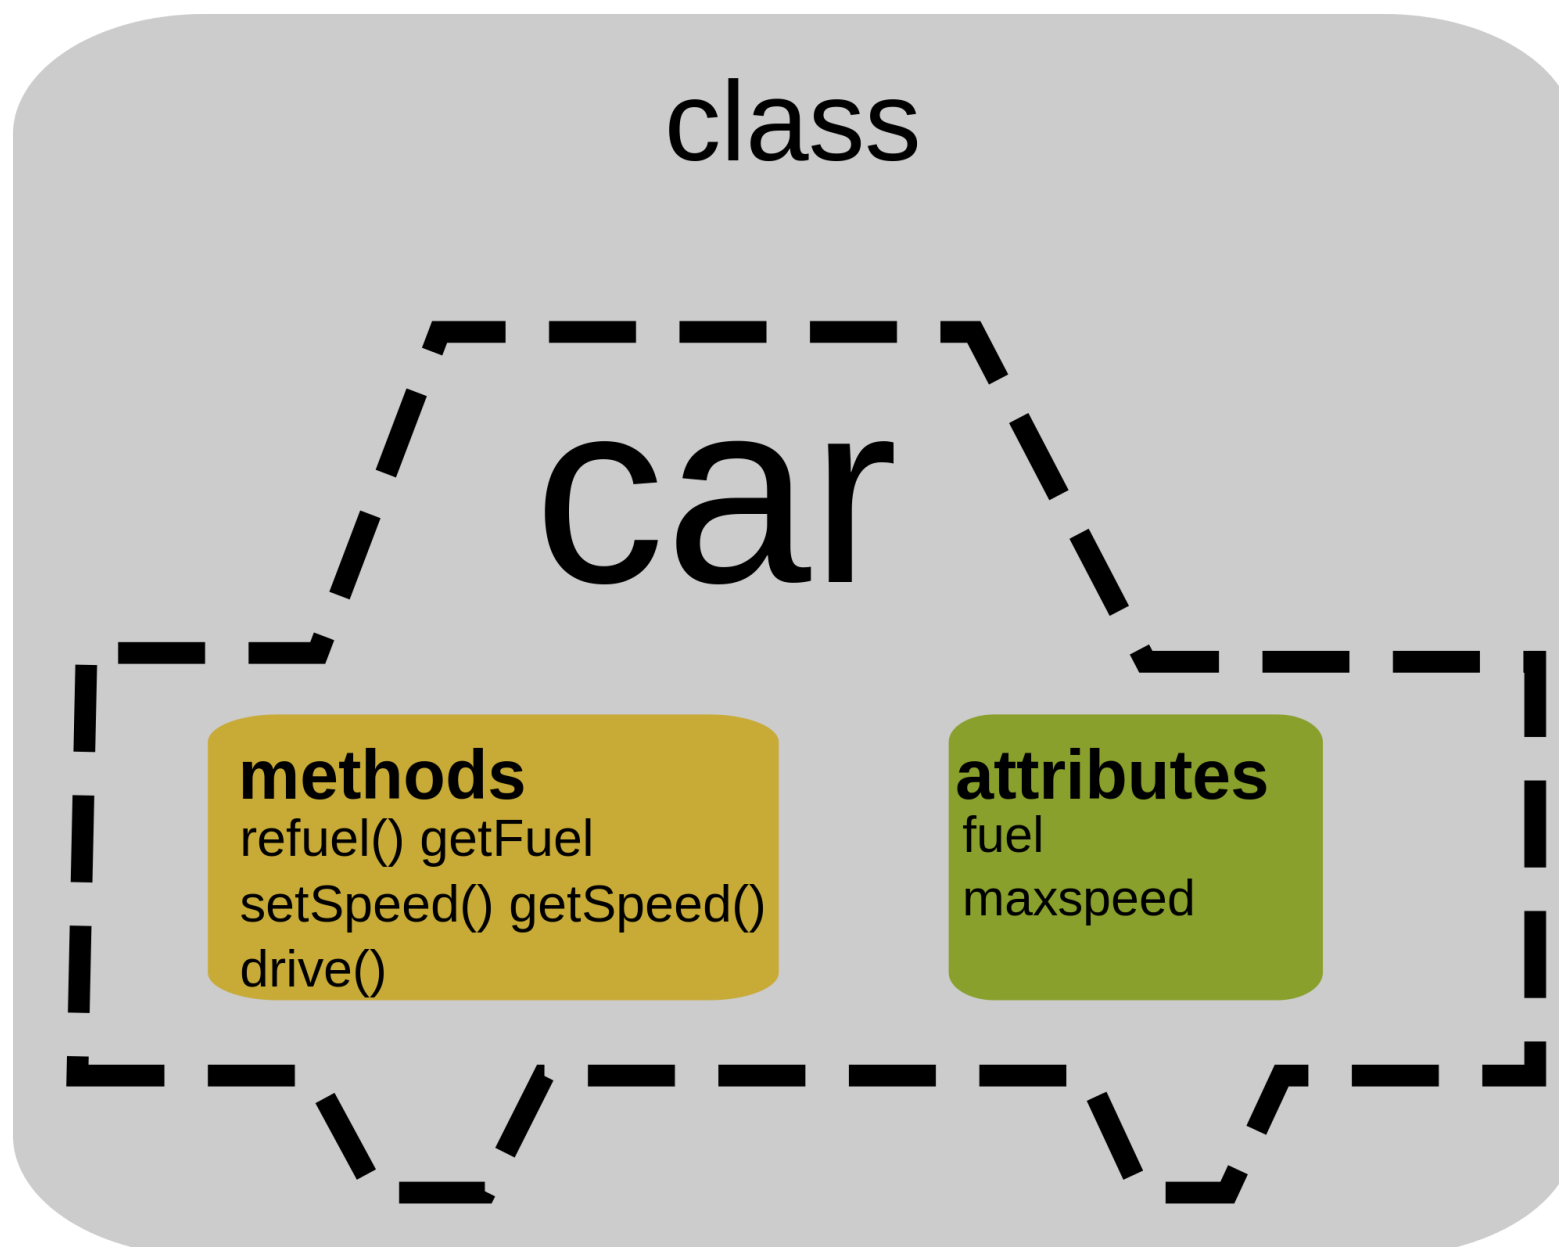 class
car
methods
refuel() getFuel
setSpeed() getSpeed()
drive()
attributes
fuel
maxspeed